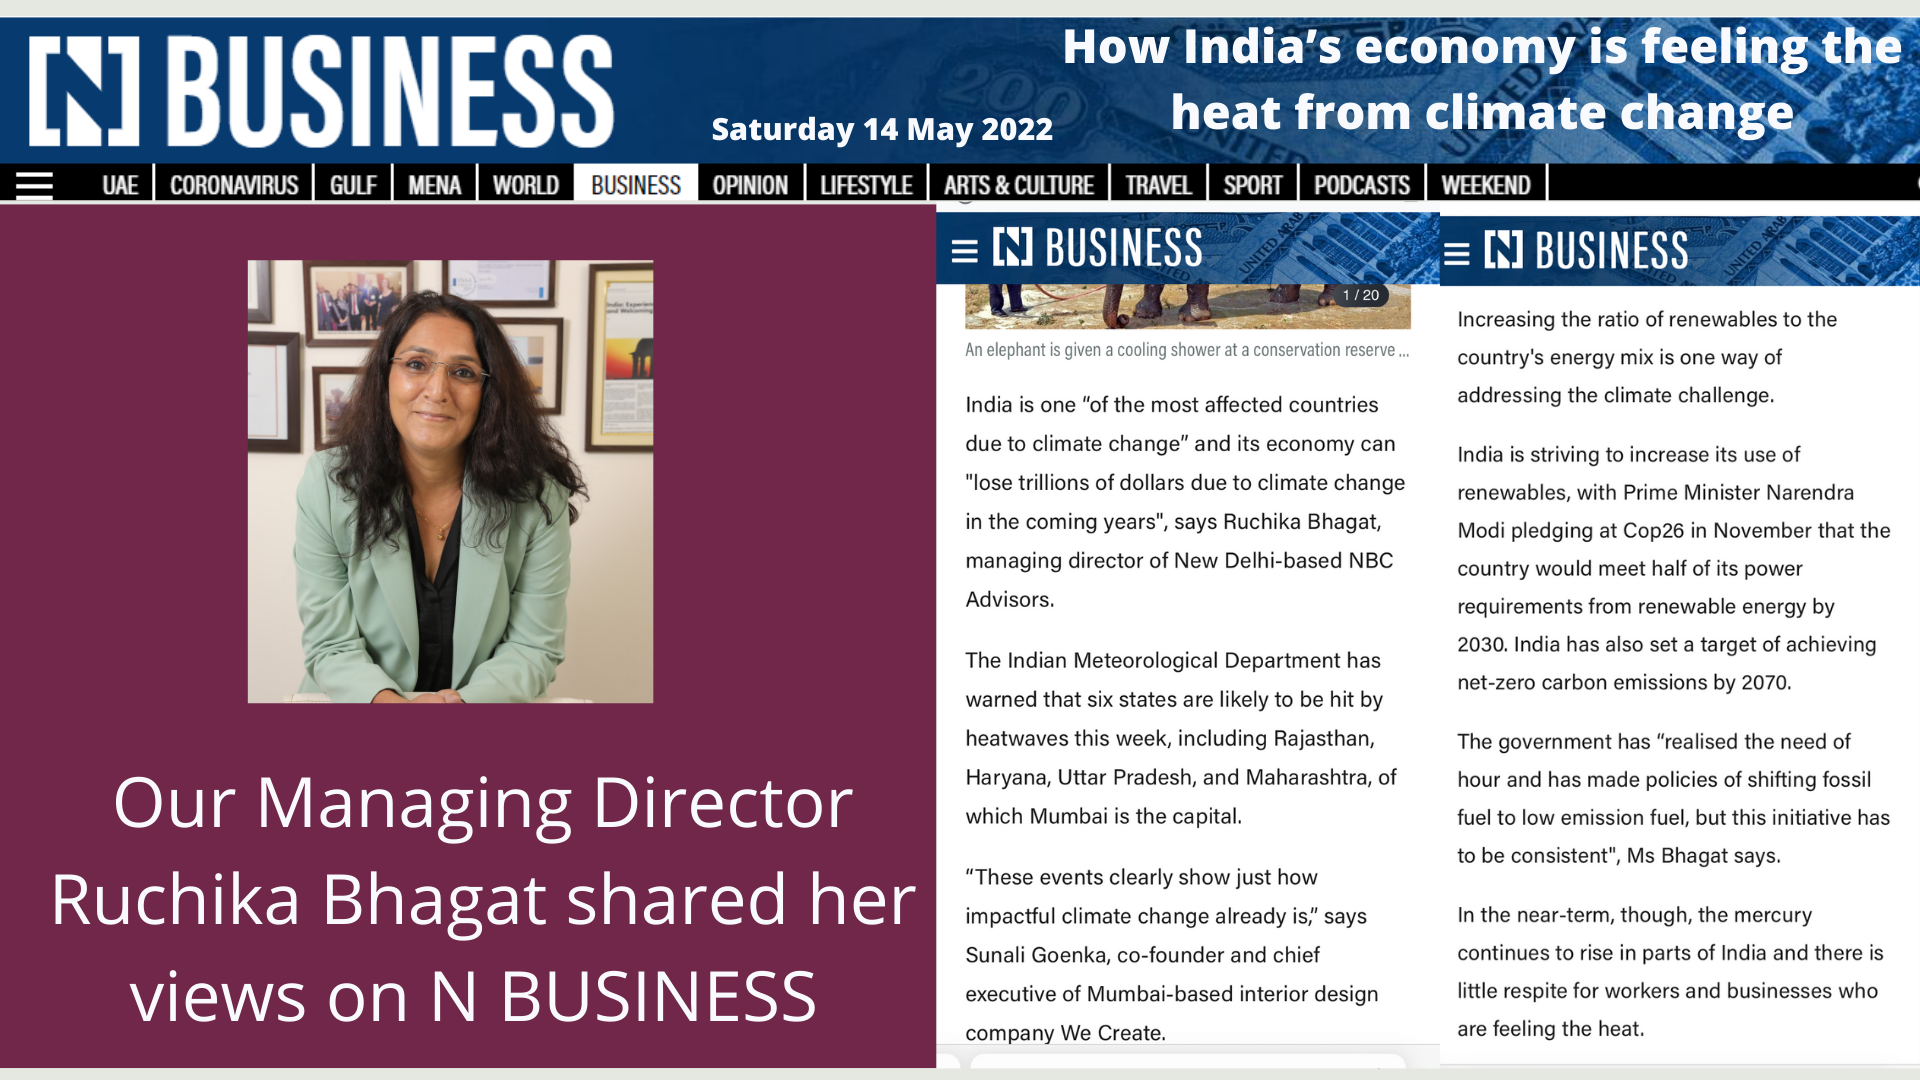 [N] BUSINESS
Saturday 14 May 2022
How India’s economy is feeling the
heat from climate change
UAE
CORONAVIRUS
GULF
MENA
WORLD
BUSINESS
OPINION
LIFESTYLE
ARTS & CULTURE
TRAVEL
SPORT
PODCASTS
WEEKEND
India: Experien
and Welcoming
Our Managing Director
Ruchika Bhagat shared her
views on N BUSINESS
[N] BUSINESS
UNITED ARAB
1 / 20
An elephant is given a cooling shower at a conservation reserve ...
India is one “of the most affected countries
due to climate change” and its economy can
"lose trillions of dollars due to climate change
in the coming years", says Ruchika Bhagat,
managing director of New Delhi-based NBC
Advisors.
The Indian Meteorological Department has
warned that six states are likely to be hit by
heatwaves this week, including Rajasthan,
Haryana, Uttar Pradesh, and Maharashtra, of
which Mumbai is the capital.
“These events clearly show just how
impactful climate change already is,” says
Sunali Goenka, co-founder and chief
executive of Mumbai-based interior design
company We Create.
[N] BUSINESS
UNITED ARAB
Increasing the ratio of renewables to the
country's energy mix is one way of
addressing the climate challenge.
India is striving to increase its use of
renewables, with Prime Minister Narendra
Modi pledging at Cop26 in November that the
country would meet half of its power
requirements from renewable energy by
2030. India has also set a target of achieving
net-zero carbon emissions by 2070.
The government has “realised the need of
hour and has made policies of shifting fossil
fuel to low emission fuel, but this initiative has
to be consistent", Ms Bhagat says.
In the near-term, though, the mercury
continues to rise in parts of India and there is
little respite for workers and businesses who
are feeling the heat.